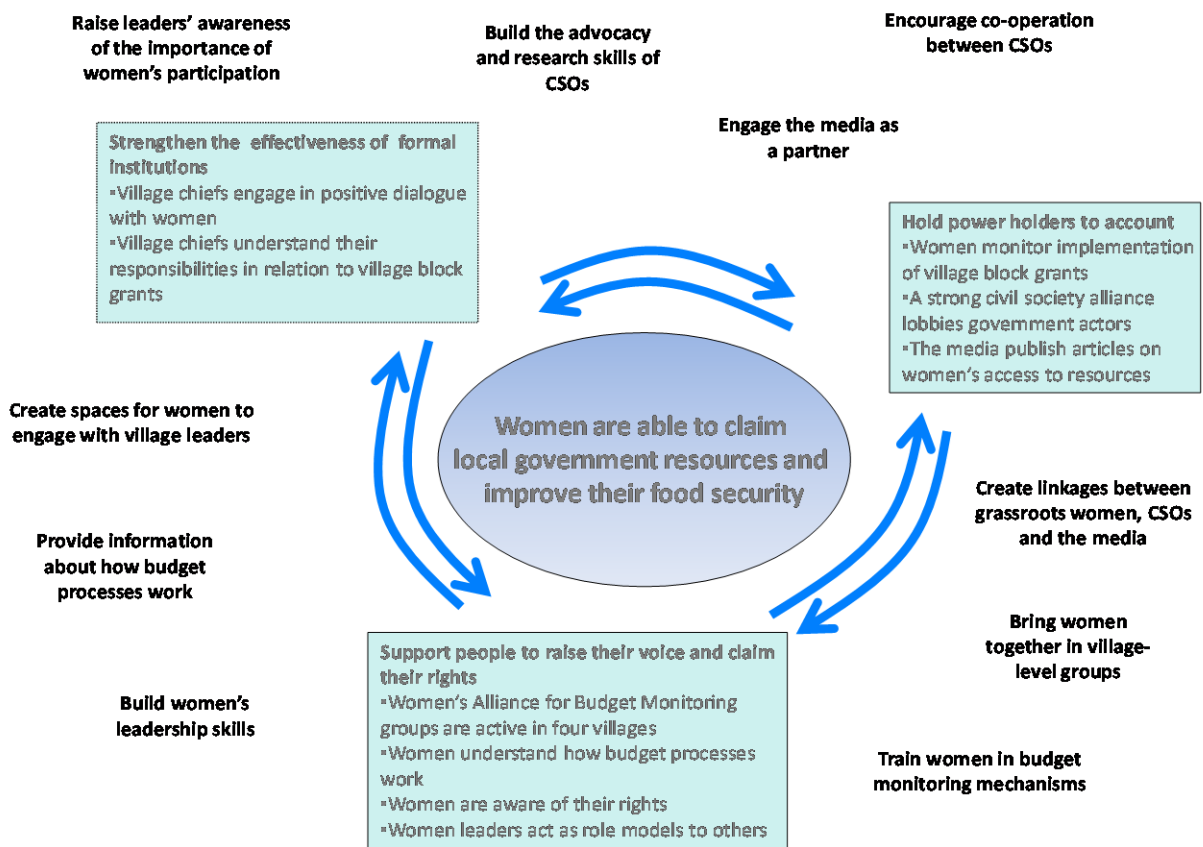 Raise leaders’ awareness
of the importance of
women’s participation
Build the advocacy
and research skills of
CSOs
Encourage co-operation
between CSOs
Engage the media as
a partner
Strengthen the  effectiveness of  formal
institutions
▪Village chiefs engage in positive dialogue
with women
▪Village chiefs understand their
responsibilities in relation to village block
grants
Hold power holders to account
▪Women monitor implementation
of village block grants
▪A strong civil society alliance
lobbies government actors
▪The media publish articles on
women’s access to resources
Create spaces for women to
engage with village leaders
Women are able to claim
local government resources and
improve their food security
Create linkages between
grassroots women, CSOs
and the media
Provide information
about how budget
processes work
Bring women
together in village-
level groups
Support people to raise their voice and claim
their rights
▪Women’s Alliance for Budget Monitoring
groups are active in four villages
▪Women understand how budget processes
work
▪Women are aware of their rights
▪Women leaders act as role models to others
Build women’s
leadership skills
Train women in budget
monitoring mechanisms